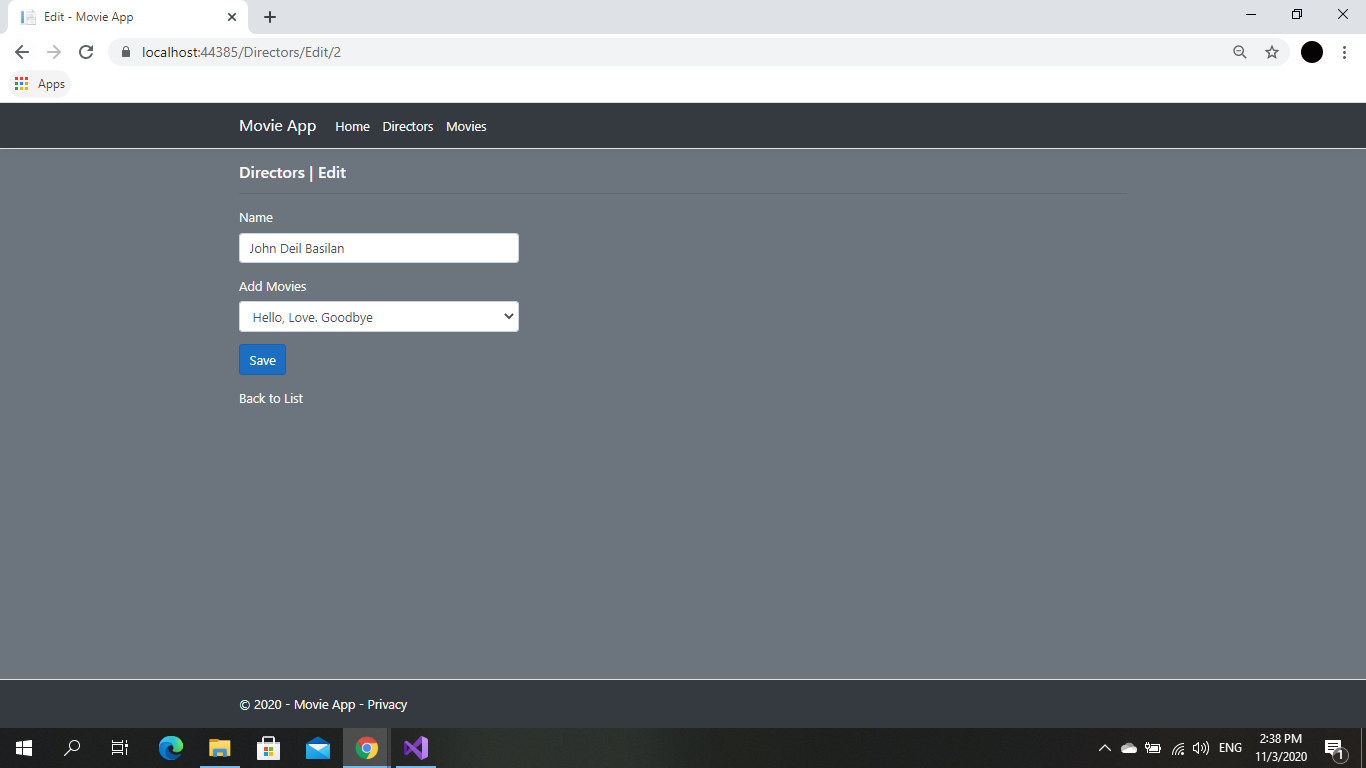 Edit - Movie App
localhost:44385/Directors/Edit/2
Apps
Movie App Home Directors Movies
Directors | Edit
Name
John Deil Basilan
Add Movies
Hello, Love. Goodbye
Save
Back to List
© 2020 - Movie App - Privacy
ENG
2:38 PM
11/3/2020
1